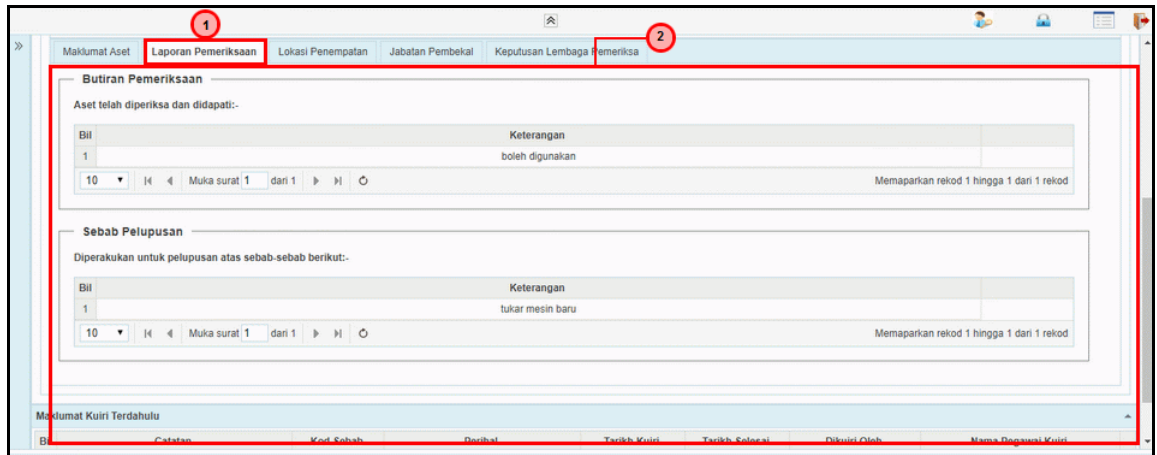 1
2
Maklumat Aset Laporan Pemeriksaan Lokasi Penempatan Jabatan Pembekal Keputusan Lembaga Pemeriksa
Butiran Pemeriksaan
Aset telah diperiksa dan didapati:-
Bil Keterangan
1 boleh digunakan
10 Muka surat 1 dari 1 Memaparkan rekod 1 hingga 1 dari 1 rekod
Sebab Pelupusan
Diperakukan untuk pelupusan atas sebab-sebab berikut:-
Bil Keterangan
1 tukar mesin baru
10 Muka surat 1 dari 1 Memaparkan rekod 1 hingga 1 dari 1 rekod
Maklumat Kuiri Terdahulu
Bil Catatan Kod Sebab Perihal Tarikh Kuiri Tarikh Selesai Dikuiri Oleh Nama Pegawai Kuiri